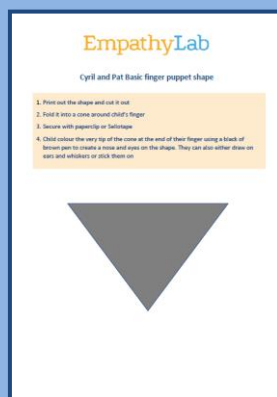 EmpathyLab
Cyril and Pat Basic finger puppet shape
1. Print out the shape and cut it out
2. Fold it into a cone around child's finger
3. Secure with paperclip or Sellotape
4. Child colour the very tip of the cone at the end of their finger using a black of
brown pen to create a nose and eyes on the shape. They can also either draw on
ears and whiskers or stick them on